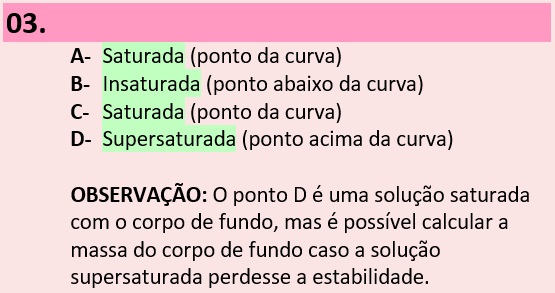 03.
A- Saturada (ponto da curva)
B- Insaturada (ponto abaixo da curva)
C- Saturada (ponto da curva)
D- Supersaturada (ponto acima da curva)
OBSERVAÇÃO: O ponto D é uma solução saturada
com o corpo de fundo, mas é possível calcular a
massa do corpo de fundo caso a solução
supersaturada perdesse a estabilidade.